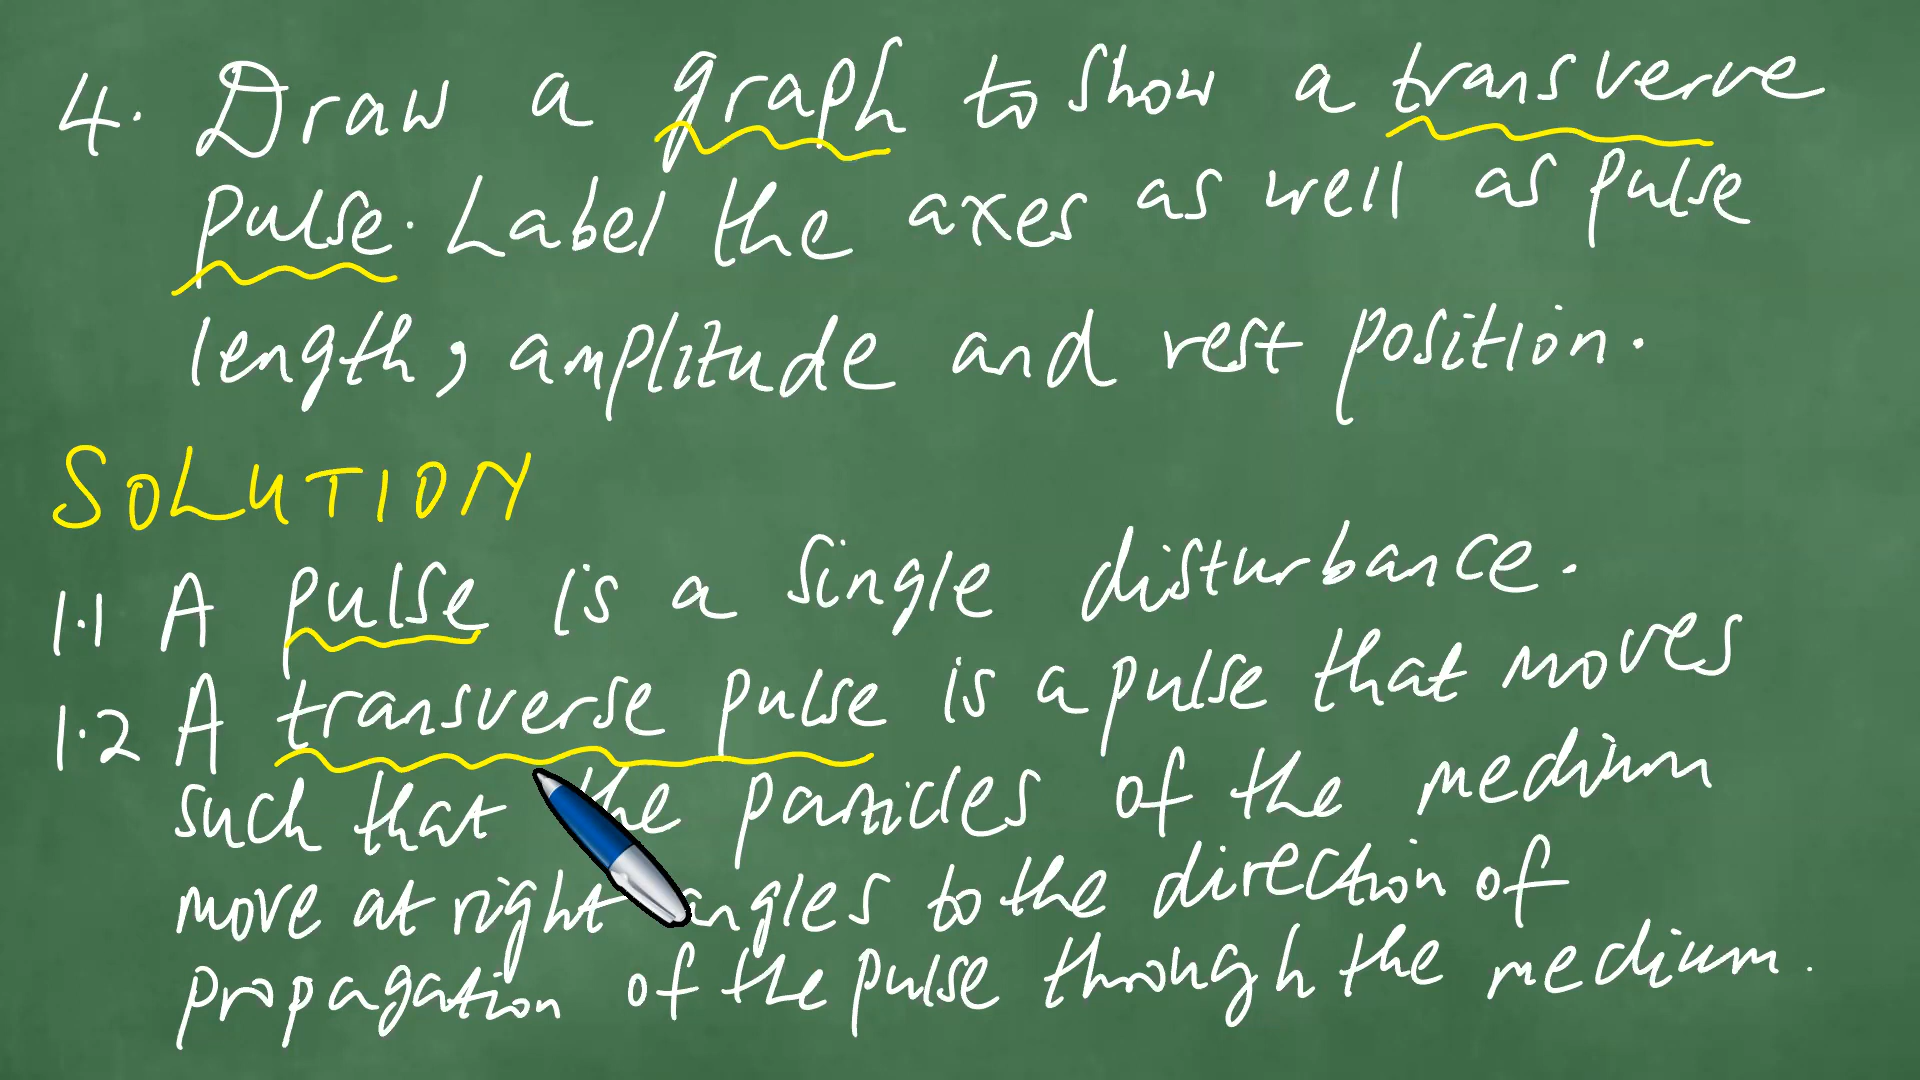 4. Draw a graph to show a transverve
pulse. Label the axes as well as pulse
length, amplitude and rest position.
SOLUTION
1.1 A pulse is a single disturbance.
1.2 A transverse pulse is a pulse that moves
such that the particles of the medium
move at right angles to the direction of
propagation of the pulse through the medium.